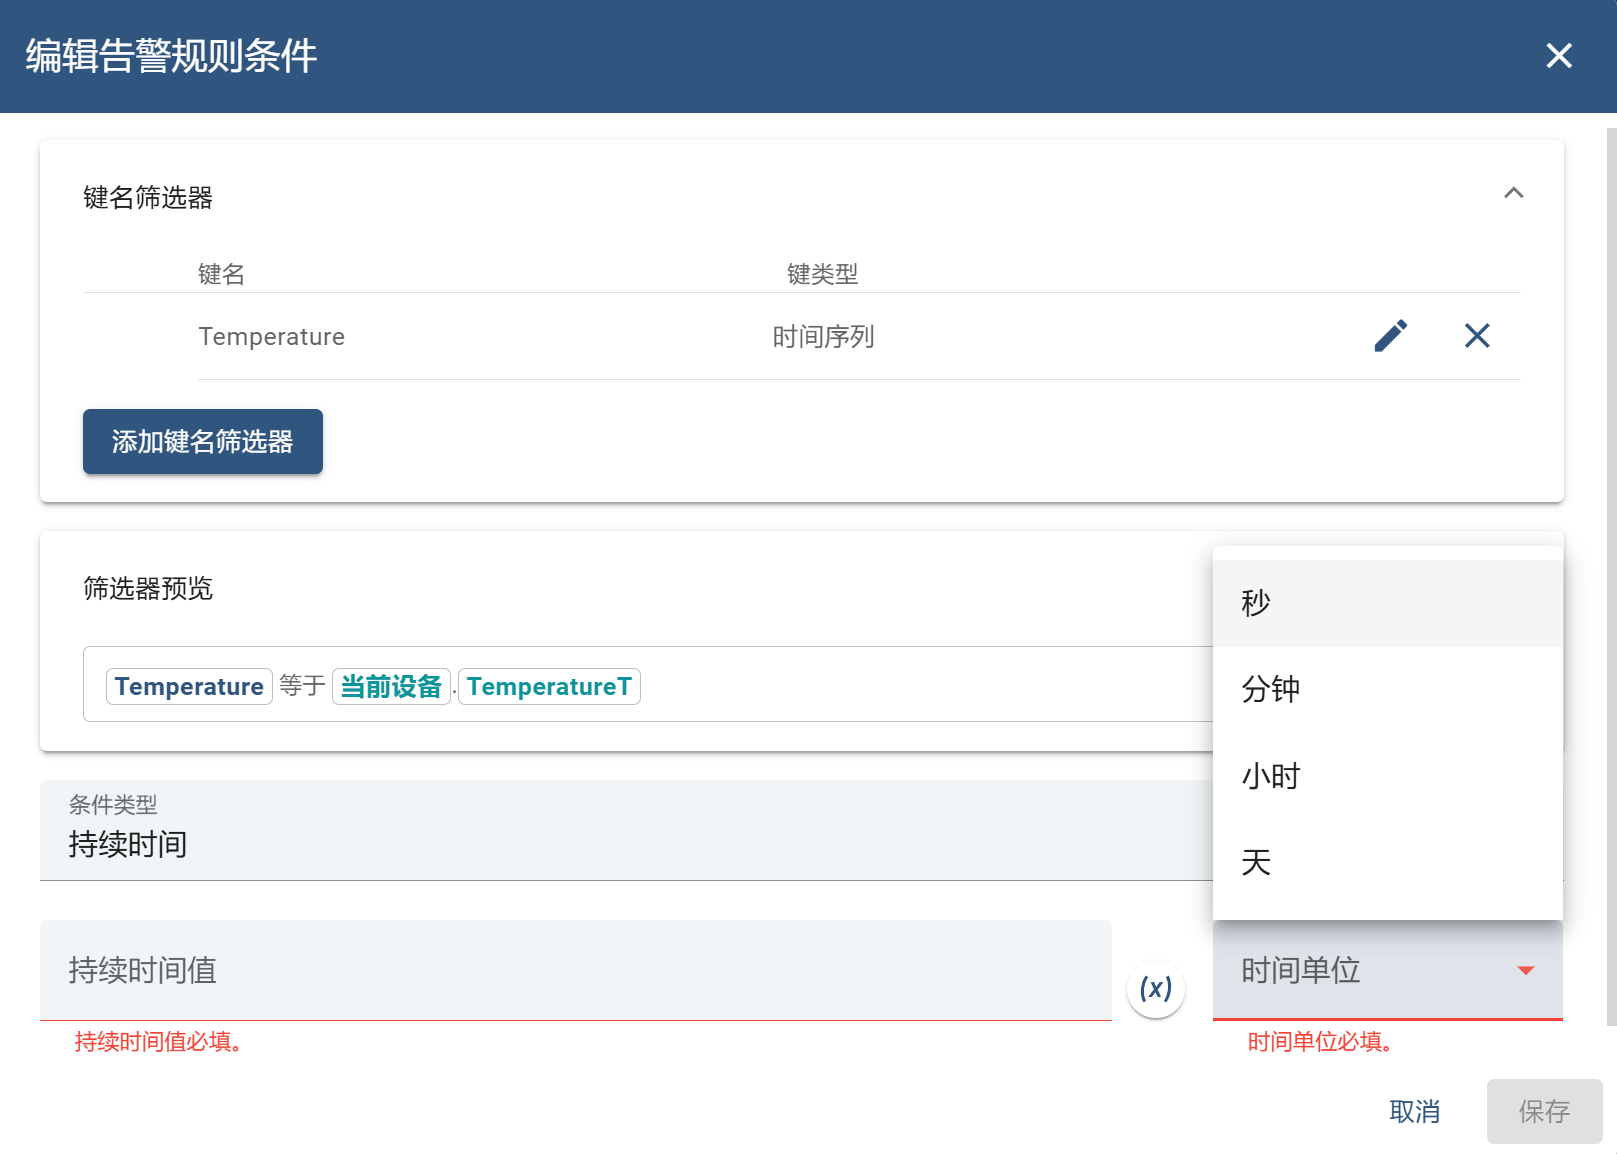 编辑告警规则条件
键名筛选器
键名 键类型
Temperature 时间序列
添加键名筛选器
筛选器预览
Temperature 等于 当前设备.TemperatureT
条件类型
持续时间
秒
分钟
小时
天
持续时间值 (x) 时间单位
持续时间值必填。 时间单位必填。
取消 保存